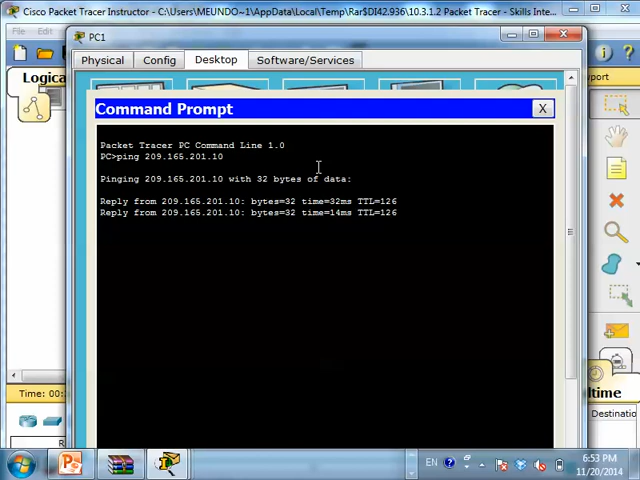 Cisco Packet Tracer Instructor - C:\Users\MEUNDO~1\AppData\Local\Temp\Rar$DI42.936\10.3.1.2 Packet Tracer - Skills Inte...
File Edit
PC1
Physical Config Desktop Software/Services
Logica
Command Prompt X
Packet Tracer PC Command Line 1.0
PC>ping 209.165.201.10
Pinging 209.165.201.10 with 32 bytes of data:
Reply from 209.165.201.10: bytes=32 time=32ms TTL=126
Reply from 209.165.201.10: bytes=32 time=14ms TTL=126
Time: 00:
ltime
Destinatio
EN
6:53 PM
11/20/2014